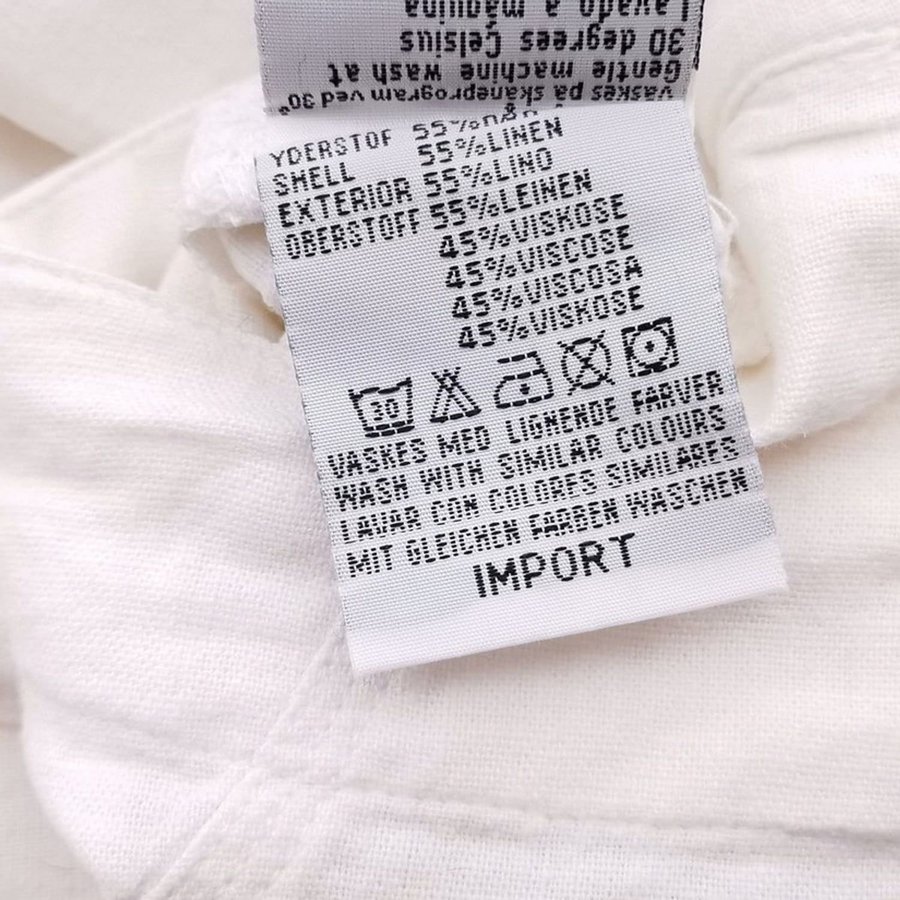 Lavado a máquina
30 degrees Celsius
Gentle machine wash at
vaskes på skåneprogram ved 30°
YDERSTOF 55%
SHELL 55%LINEN
EXTERIOR 55%LINO
OBERSTOFF 55%LEINEN
45%VISKOSE
45%VISCOSE
45%VISCOSA
45%VISKOSE
30
VASKES MED LIGNENDE FARVER
WASH WITH SIMILAR COLOURS
LAVAR CON COLORES SIMILARES
MIT GLEICHEN FARBEN WASCHEN
IMPORT